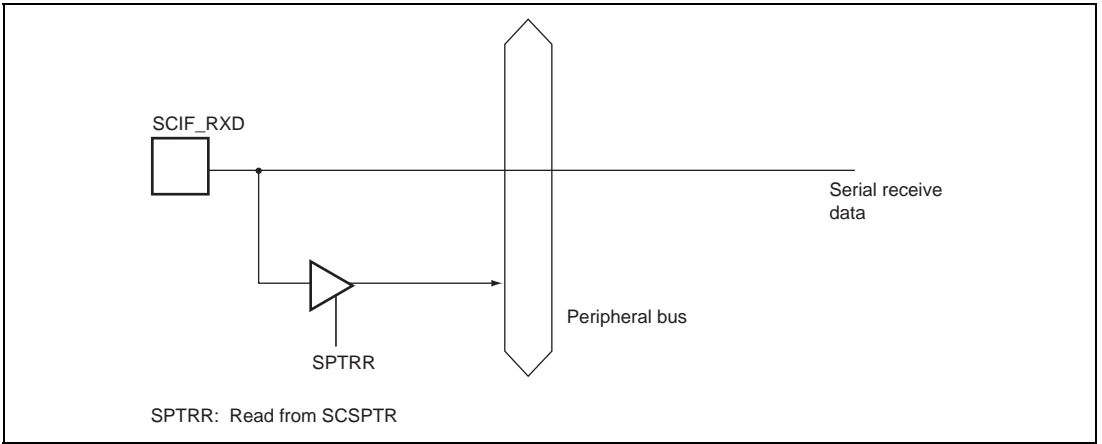 SCIF_RXD
Serial receive
data
Peripheral bus
SPTRR
SPTRR: Read from SCSPTR